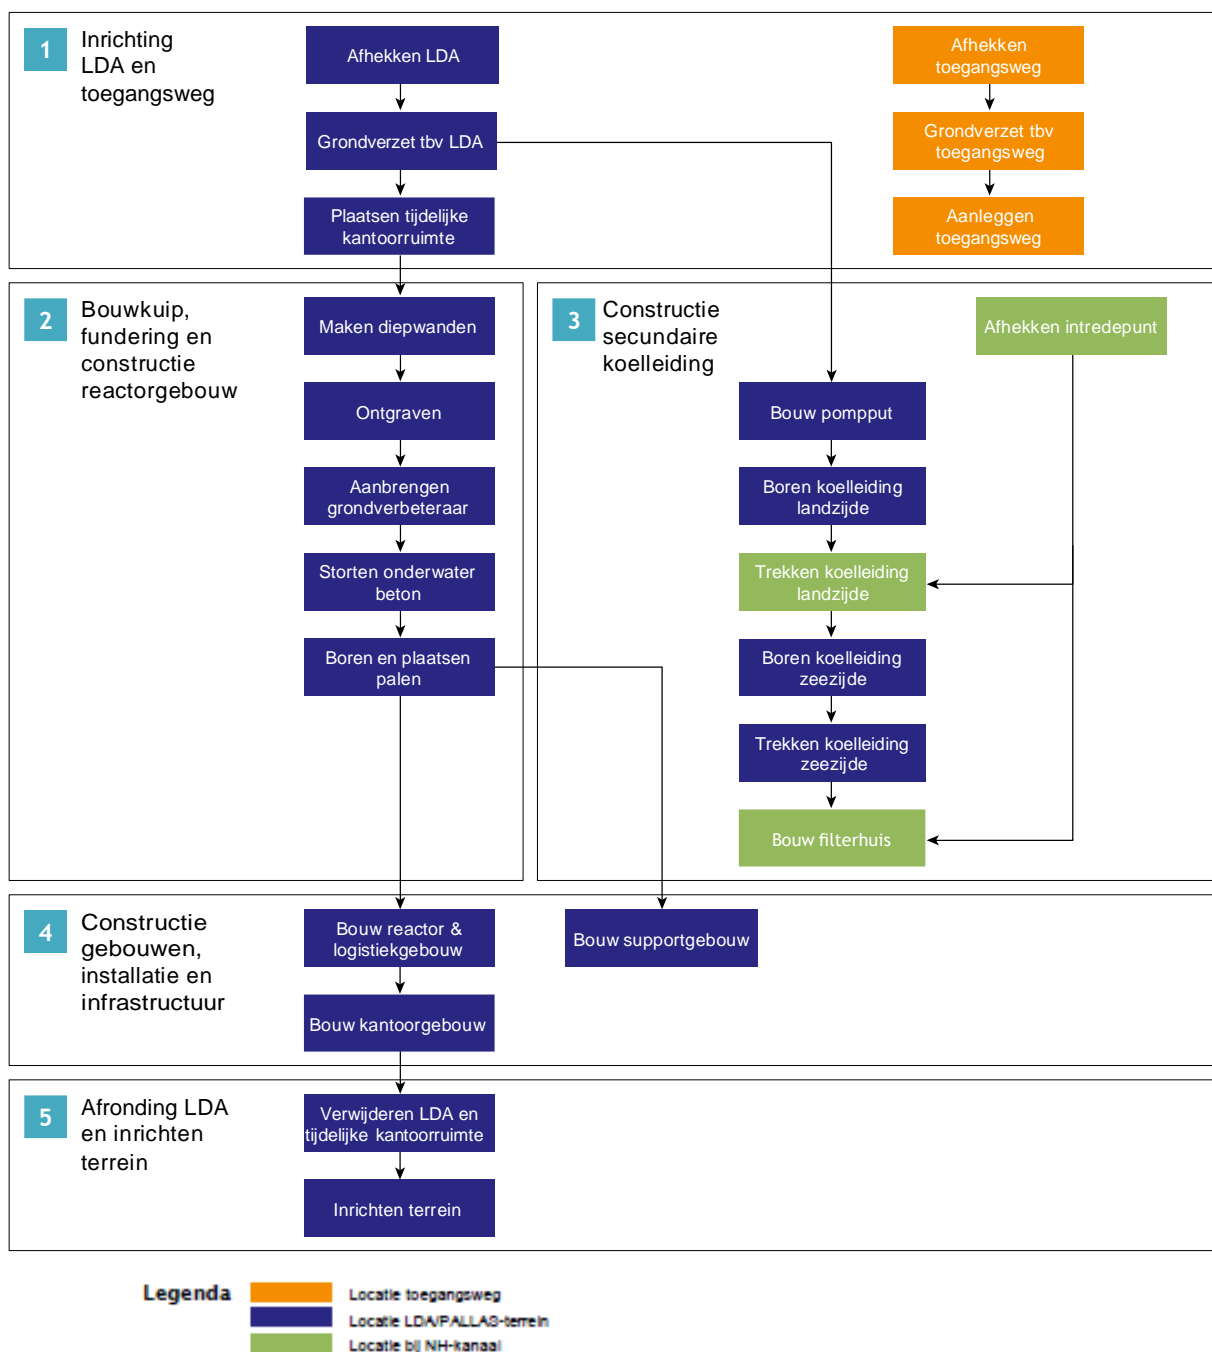 1
Inrichting
LDA en
toegangsweg
Afhekken LDA
Grondverzet tbv LDA
Plaatsen tijdelijke
kantoorruimte
Afhekken
toegangsweg
Grondverzet tbv
toegangsweg
Aanleggen
toegangsweg
2
Bouwkuip,
fundering en
constructie
reactorgebouw
Maken diepwanden
Ontgraven
Aanbrengen
grondverbeteraar
Storten onderwater
beton
Boren en plaatsen
palen
3
Constructie
secundaire
koelleiding
Afhekken intredepunt
Bouw pompput
Boren koelleiding
landzijde
Trekken koelleiding
landzijde
Boren koelleiding
zeezijde
Trekken koelleiding
zeezijde
Bouw filterhuis
4
Constructie
gebouwen,
installatie en
infrastructuur
Bouw reactor &
logistiekgebouw
Bouw kantoorgebouw
Bouw supportgebouw
5
Afronding LDA
en inrichten
terrein
Verwijderen LDA en
tijdelijke kantoorruimte
Inrichten terrein
Legenda
Locatie toegangsweg
Locatie LDA/PALLAS-terrein
Locatie bij NH-kanaal